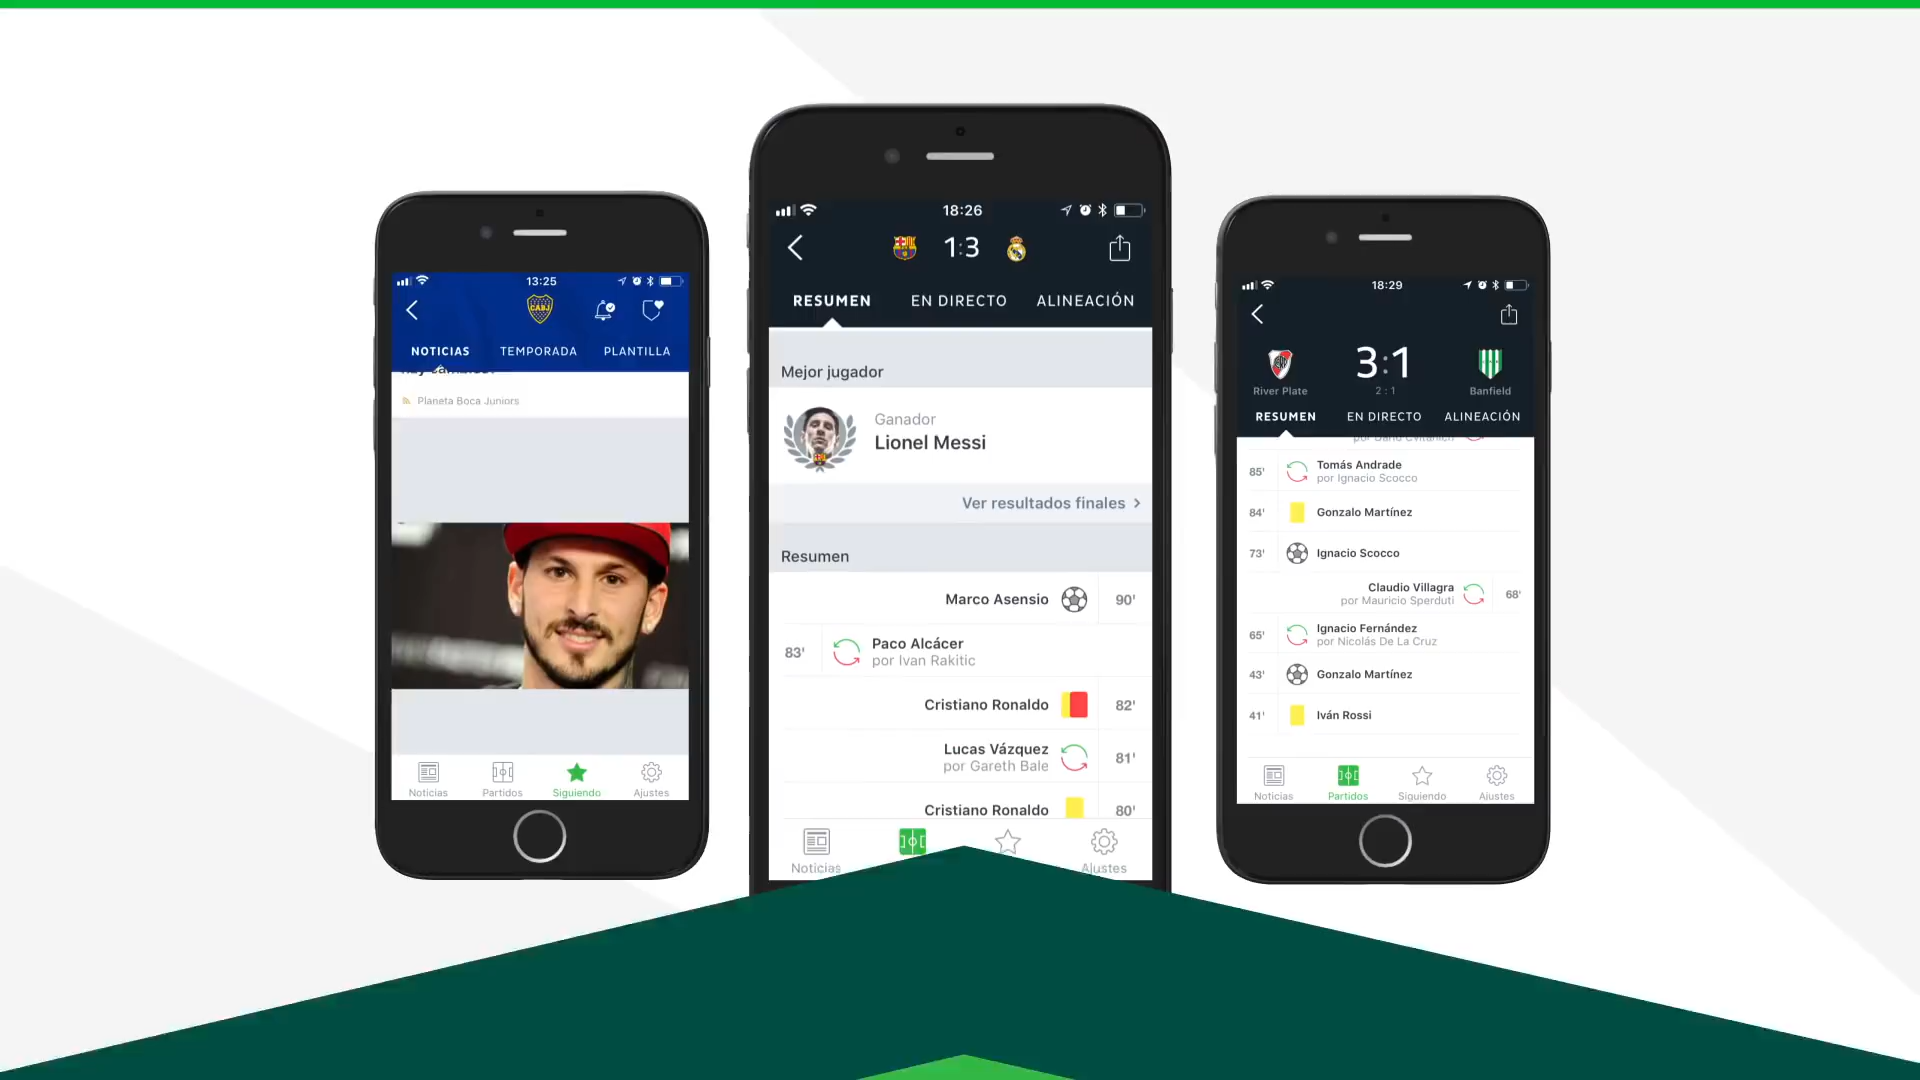 13:25
CABJ
NOTICIAS
TEMPORADA
PLANTILLA
Planeta Boca Juniors
Noticias
Partidos
Siguiendo
Ajustes
18:26
1:3
RESUMEN
EN DIRECTO
ALINEACIÓN
Mejor jugador
Ganador
Lionel Messi
Ver resultados finales
Resumen
Marco Asensio
90'
83'
Paco Alcácer
por Ivan Rakitic
Cristiano Ronaldo
82'
Lucas Vázquez
por Gareth Bale
81'
Cristiano Ronaldo
80'
Noticias
Ajustes
18:29
3:1
2:1
River Plate
Banfield
RESUMEN
EN DIRECTO
ALINEACIÓN
por Darío Cvitanich
85'
Tomás Andrade
por Ignacio Scocco
84'
Gonzalo Martínez
73'
Ignacio Scocco
Claudio Villagra
por Mauricio Sperduti
68'
65'
Ignacio Fernández
por Nicolás De La Cruz
43'
Gonzalo Martínez
41'
Iván Rossi
Noticias
Partidos
Siguiendo
Ajustes